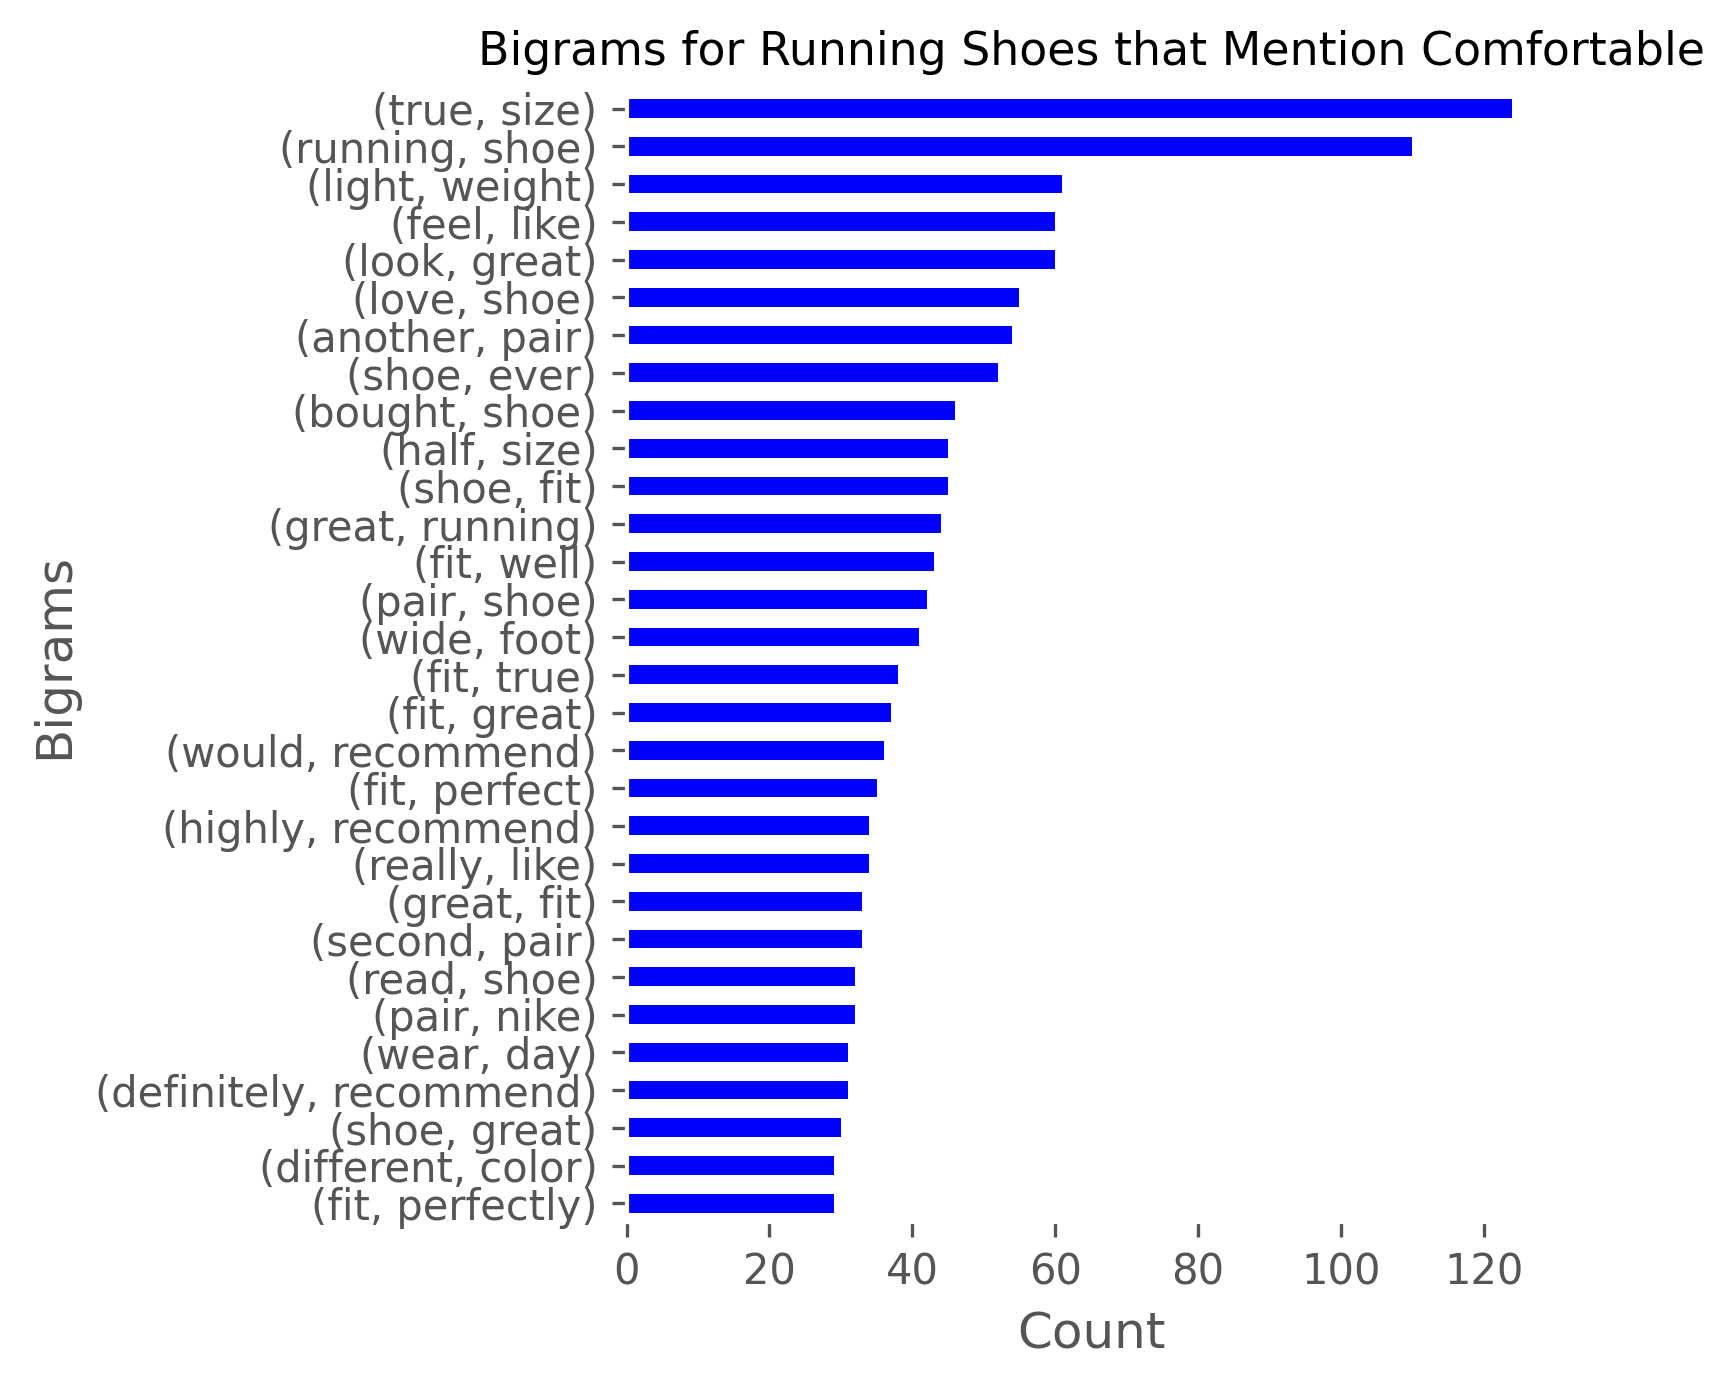 Bigrams for Running Shoes that Mention Comfortable
(true, size)
(running, shoe)
(light, weight)
(feel, like)
(look, great)
(love, shoe)
(another, pair)
(shoe, ever)
(bought, shoe)
(half, size)
(shoe, fit)
(great, running)
(fit, well)
(pair, shoe)
(wide, foot)
(fit, true)
(fit, great)
(would, recommend)
(fit, perfect)
(highly, recommend)
(really, like)
(great, fit)
(second, pair)
(read, shoe)
(pair, nike)
(wear, day)
(definitely, recommend)
(shoe, great)
(different, color)
(fit, perfectly)
Bigrams
0 20 40 60 80 100 120
Count